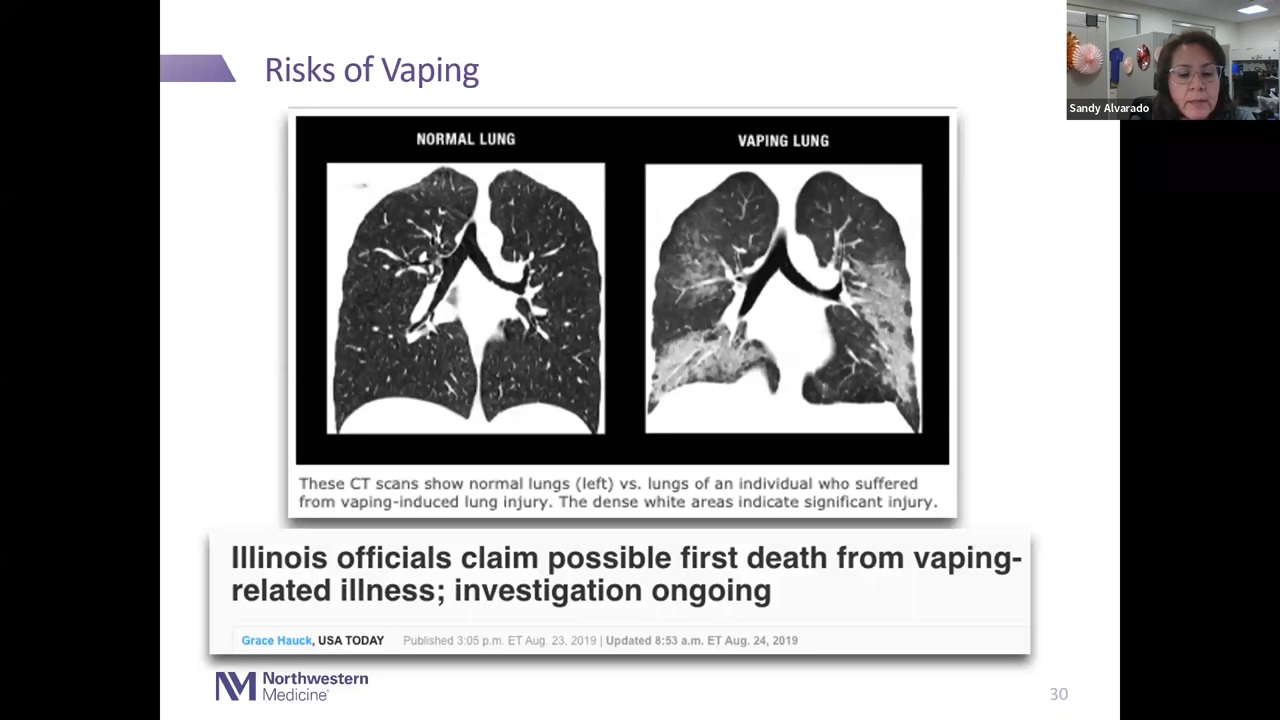 Risks of Vaping
Sandy Alvarado
NORMAL LUNG
VAPING LUNG
These CT scans show normal lungs (left) vs. lungs of an individual who suffered
from vaping-induced lung injury. The dense white areas indicate significant injury.
Illinois officials claim possible first death from vaping-
related illness; investigation ongoing
Grace Hauck, USA TODAY Published 3:05 p.m. ET Aug. 23, 2019 | Updated 8:53 a.m. ET Aug. 24, 2019
NM Northwestern
Medicine®
30